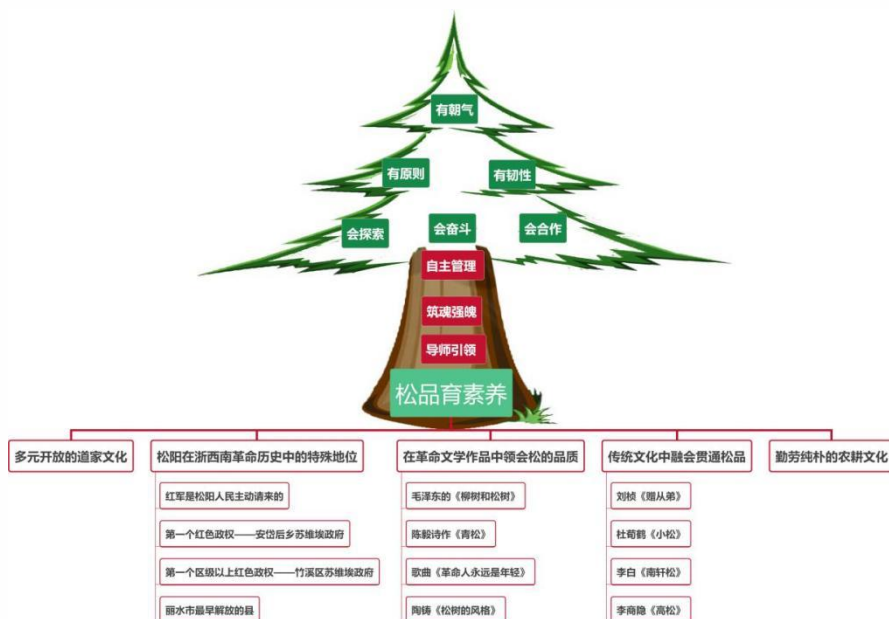 有朝气
有原则
有韧性
会探索
会奋斗
会合作
自主管理
筑魂强魄
导师引领
松品育素养
多元开放的道家文化
松阳在浙西南革命历史中的特殊地位
在革命文学作品中领会松的品质
传统文化中融会贯通松品
勤劳纯朴的农耕文化
红军是松阳人民主动请来的
第一个红色政权——安岱后乡苏维埃政府
第一个区级以上红色政权——竹溪区苏维埃政府
丽水市最早解放的县
毛泽东的《柳树和松树》
陈毅诗作《青松》
歌曲《革命人永远是年轻》
陶铸《松树的风格》
刘桢《赠从弟》
杜荀鹤《小松》
李白《南轩松》
李商隐《高松》